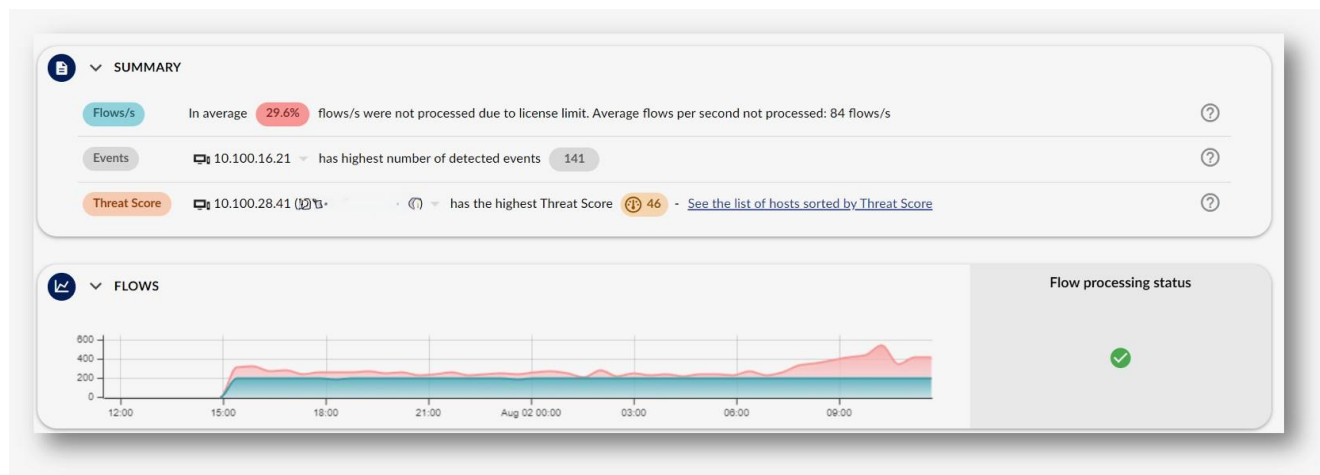 SUMMARY
Flows/s In average 29.6% flows/s were not processed due to license limit. Average flows per second not processed: 84 flows/s
Events 10.100.16.21 has highest number of detected events 141
Threat Score 10.100.28.41 has the highest Threat Score 46 - See the list of hosts sorted by Threat Score
FLOWS
Flow processing status
600
400
200
0
12:00 15:00 18:00 21:00 Aug 02 00:00 03:00 06:00 09:00